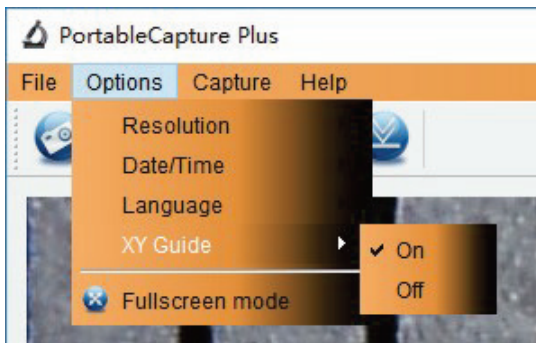 PortableCapture Plus
File Options Capture Help
Resolution
Date/Time
Language
XY Guide
On
Off
Fullscreen mode